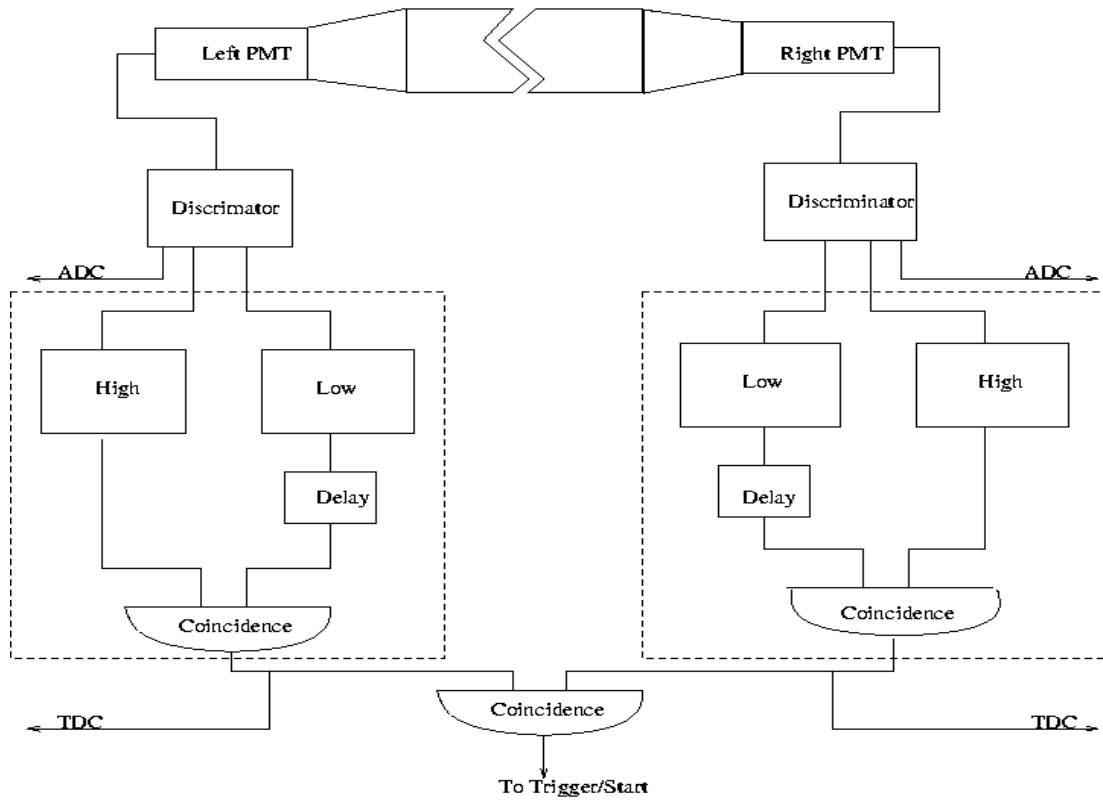 Left PMT
Right PMT
Discrimator
Discriminator
ADC
ADC
High
Low
Low
High
Delay
Delay
Coincidence
Coincidence
Coincidence
TDC
TDC
To Trigger/Start